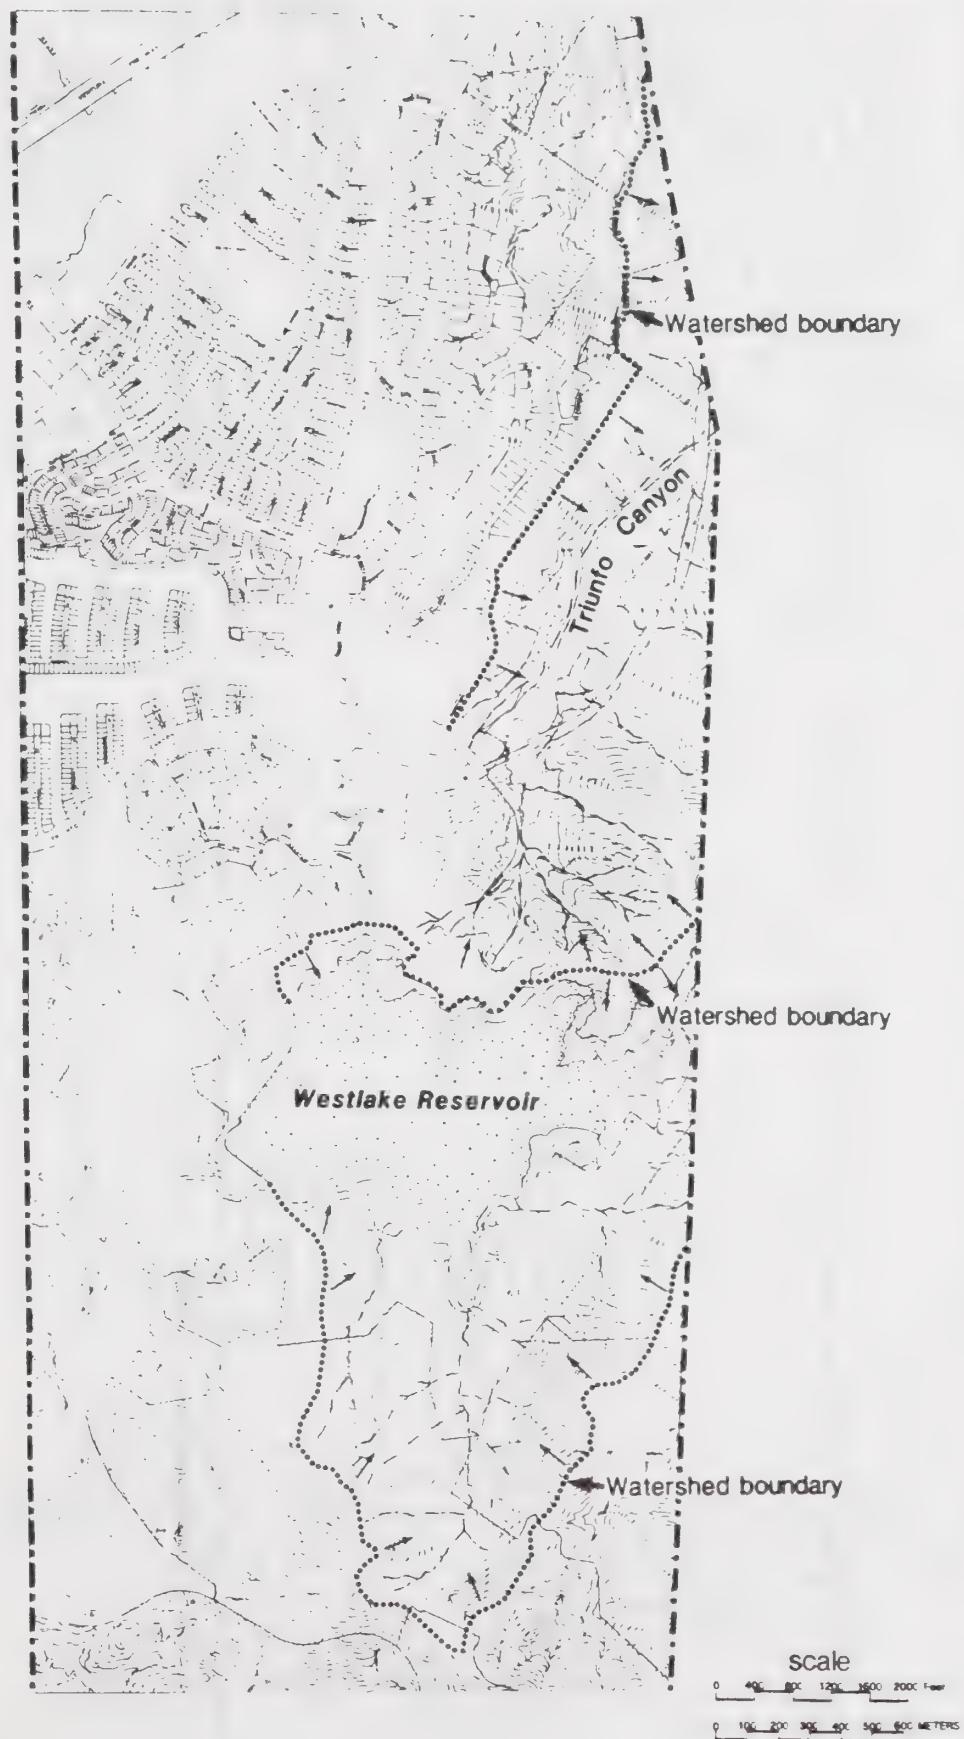 Watershed boundary
Triunfo Canyon
Watershed boundary
Westlake Reservoir
Watershed boundary
scale
0 400 800 1200 1600 2000 Feet
0 100 200 300 400 500 600 METERS